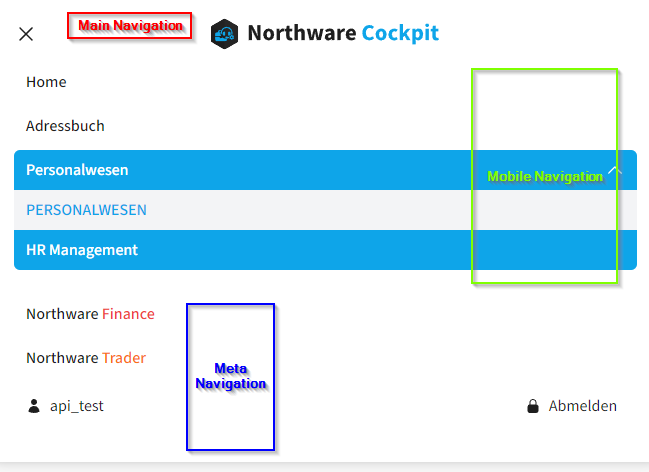 Main Navigation
Northware Cockpit
Home
Adressbuch
Personalwesen
Mobile Navigation
PERSONALWESEN
HR Management
Northware Finance
Northware Trader
Meta
Navigation
api_test
Abmelden